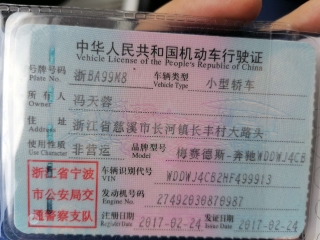 中华人民共和国机动车行驶证
Vehicle License of the People's Republic of China
号牌号码 浙BA99M8 车辆类型 小型轿车
Plate No. Vehicle Type
所有人 冯天蓉
Owner
住址 浙江省慈溪市长河镇长丰村大路头
Address
使用性质 非营运 品牌型号 梅赛德斯-奔驰WDDWJ4CB
Use Character Model
浙江省宁波
市公安局交
通警察支队
车辆识别代号 WDDWJ4CB2HF499913
VIN
发动机号码 27492030870987
Engine No.
注册日期 2017-02-24 发证日期 2017-02-24
Register Date Issue Date